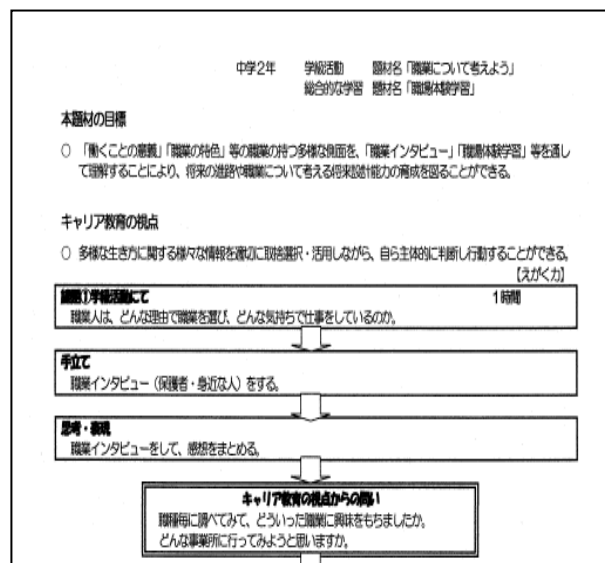 中学2年 学級活動 題材名「職業について考えよう」
総合的な学習 題材名「職場体験学習」
本題材の目標
○ 「働くことの意義」「職業の特色」等の職業の持つ多様な側面を、「職業インタビュー」「職場体験学習」等を通し
て理解することにより、将来の進路や職業について考える将来設計能力の育成を図ることができる。
キャリア教育の視点
○ 多様な生き方に関する様々な情報を適切に取捨選択・活用しながら、自ら主体的に判断し行動することができる。
【えがく力】
課題①学級活動にて 1時間
職業人は、どんな理由で職業を選び、どんな気持ちで仕事をしているのか。
手立て
職業インタビュー（保護者・身近な人）をする。
思考・表現
職業インタビューをして、感想をまとめる。
キャリア教育の視点からの問い
職種毎に調べてみて、どういった職業に興味をもちましたか。
どんな事業所に行ってみようと思いますか。